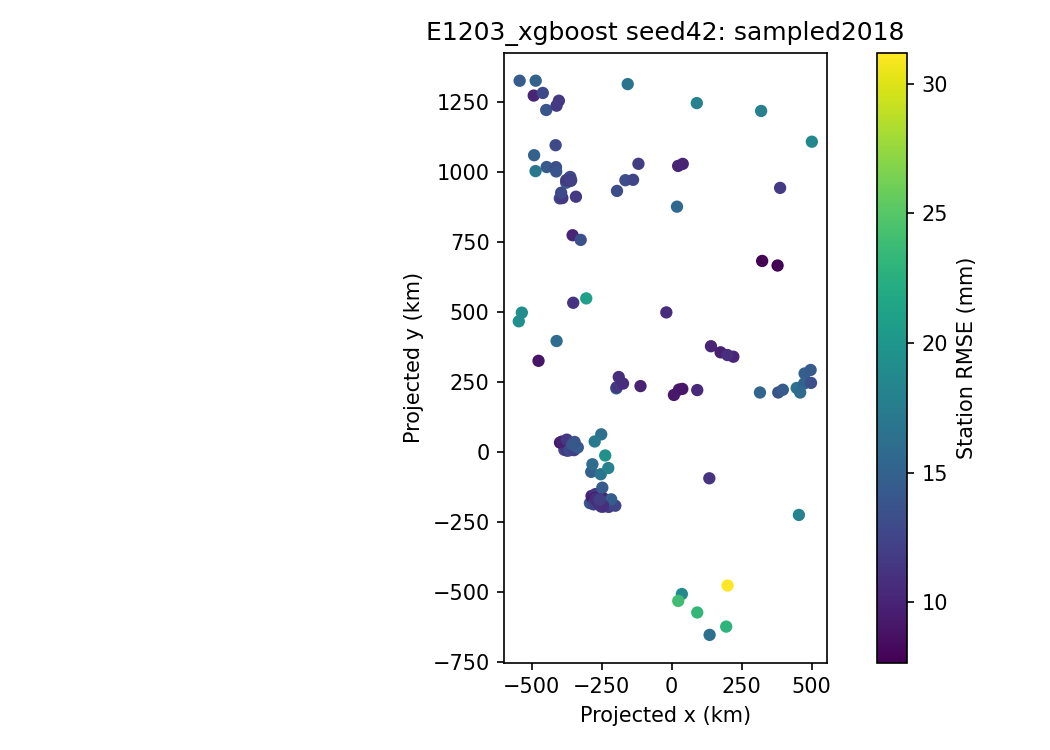 E1203_xgboost seed42: sampled2018
1250
1000
750
500
250
0
−250
−500
−750
−500 −250 0 250 500
Projected x (km)
Projected y (km)
30
25
20
15
10
Station RMSE (mm)